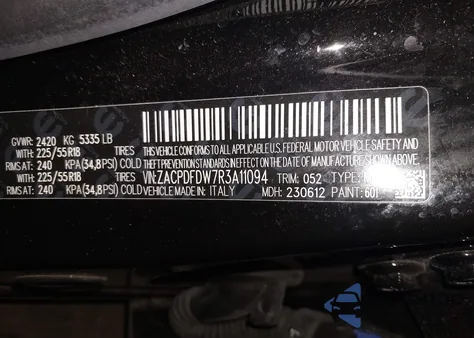 GVWR: 2420 KG 5335 LB
WITH: 225/55R18 TIRES THIS VEHICLE CONFORMS TO ALL APPLICABLE U.S. FEDERAL MOTOR VEHICLE SAFETY AND
RIMS AT: 240 KPA(34,8PSI) COLD THEFT PREVENTION STANDARDS IN EFFECT ON THE DATE OF MANUFACTURE SHOWN
WITH: 225/55R18 TIRES VIN: ZACPDFDW7R3A11094 TRIM: 052 TYPE:
RIMS AT: 240 KPA(34,8PSI) COLD VEHICLE MADE IN: ITALY MDH: 230612 PAINT: 601